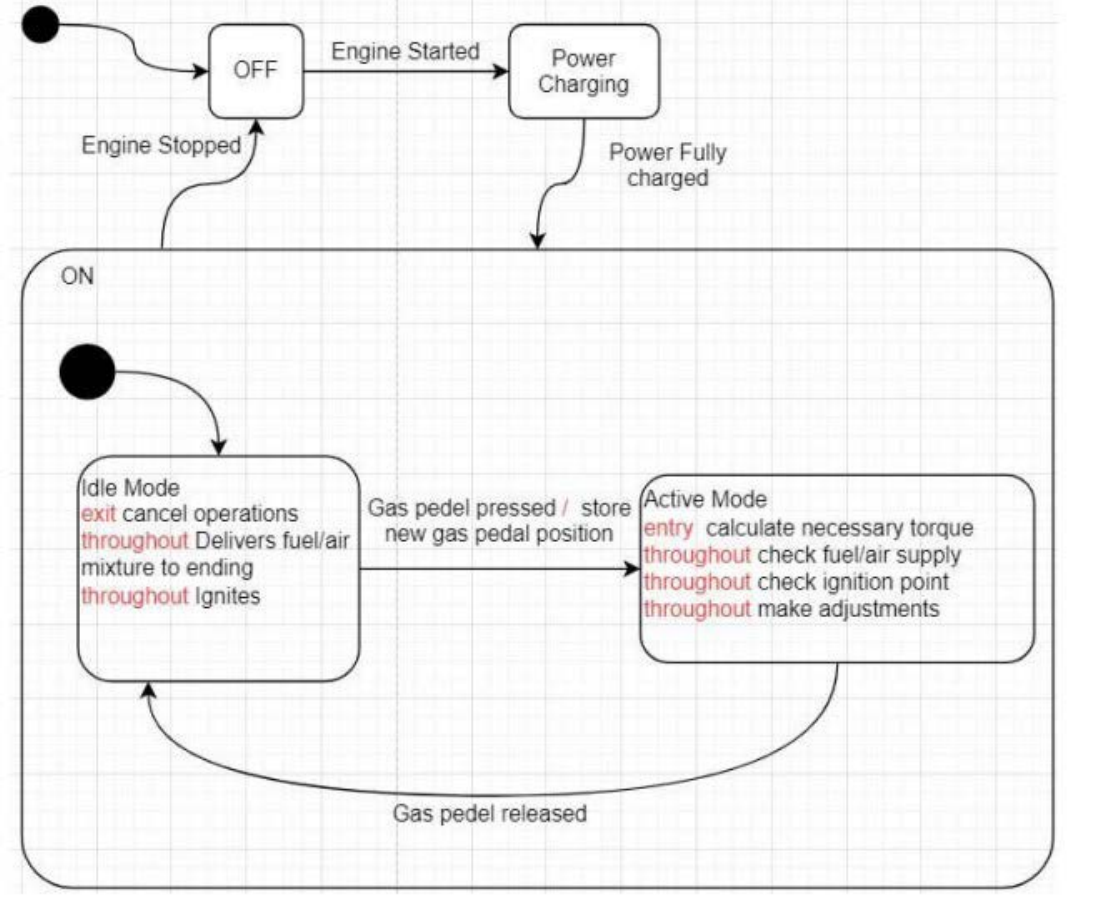 OFF
Engine Started
Power
Charging
Engine Stopped
Power Fully
charged
ON
Idle Mode
exit cancel operations
throughout Delivers fuel/air
mixture to ending
throughout Ignites
Gas pedel pressed / store
new gas pedal position
Active Mode
entry calculate necessary torque
throughout check fuel/air supply
throughout check ignition point
throughout make adjustments
Gas pedel released